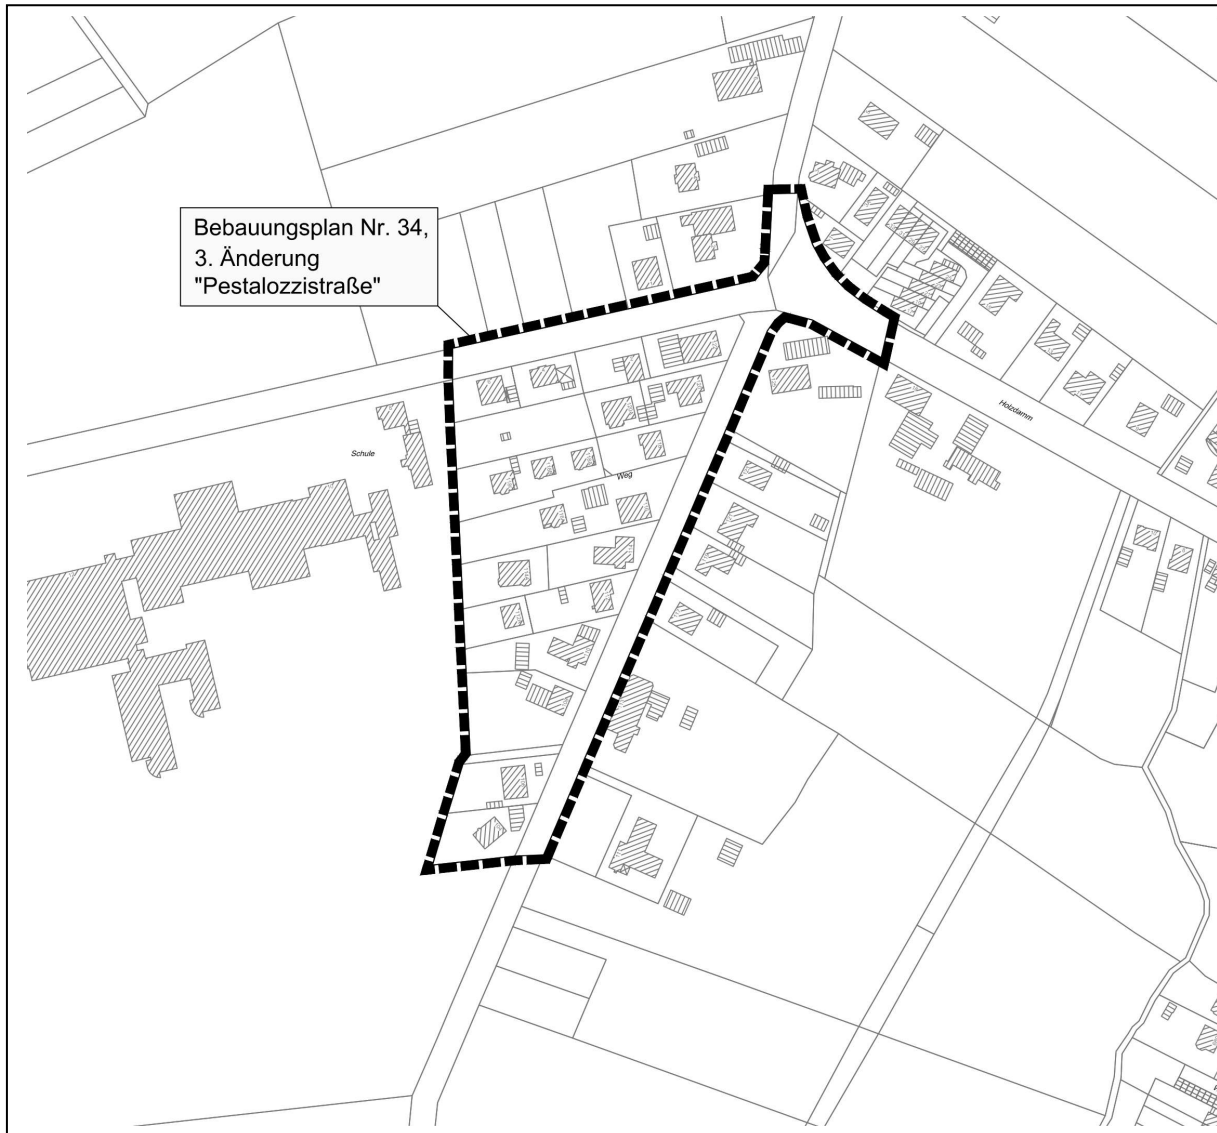 Bebauungsplan Nr. 34,
3. Änderung
"Pestalozzistraße"
Holzdamm
Schule
Weg